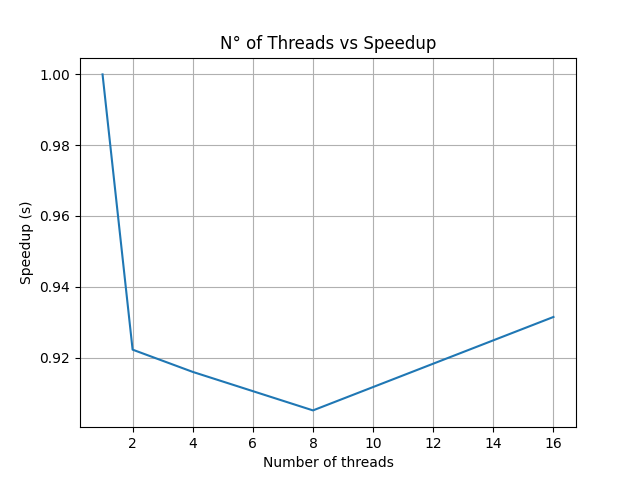 N° of Threads vs Speedup
1.00
0.98
0.96
0.94
0.92
Speedup (s)
2 4 6 8 10 12 14 16
Number of threads